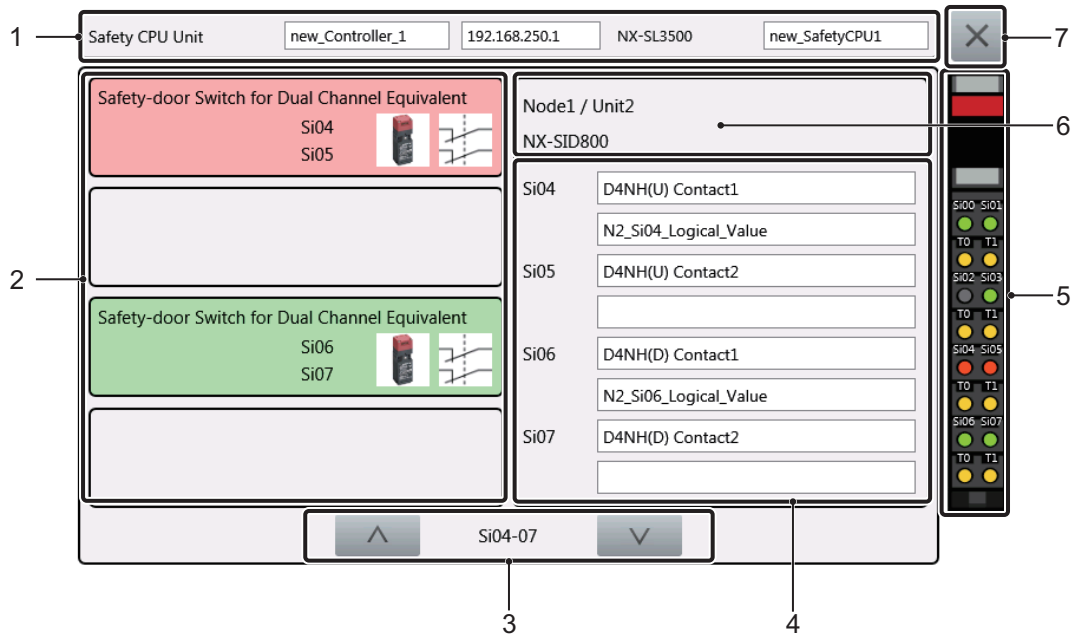 1
Safety CPU Unit new_Controller_1 192.168.250.1 NX-SL3500 new_SafetyCPU1
7
2
Safety-door Switch for Dual Channel Equivalent
Si04
Si05
Safety-door Switch for Dual Channel Equivalent
Si06
Si07
Node1 / Unit2
NX-SID800
6
Si04 D4NH(U) Contact1
N2_Si04_Logical_Value
Si05 D4NH(U) Contact2
Si06 D4NH(D) Contact1
N2_Si06_Logical_Value
Si07 D4NH(D) Contact2
Si00 Si01
T0 T1
Si02 Si03
T0 T1
Si04 Si05
T0 T1
Si06 Si07
T0 T1
5
Si04-07
3
4